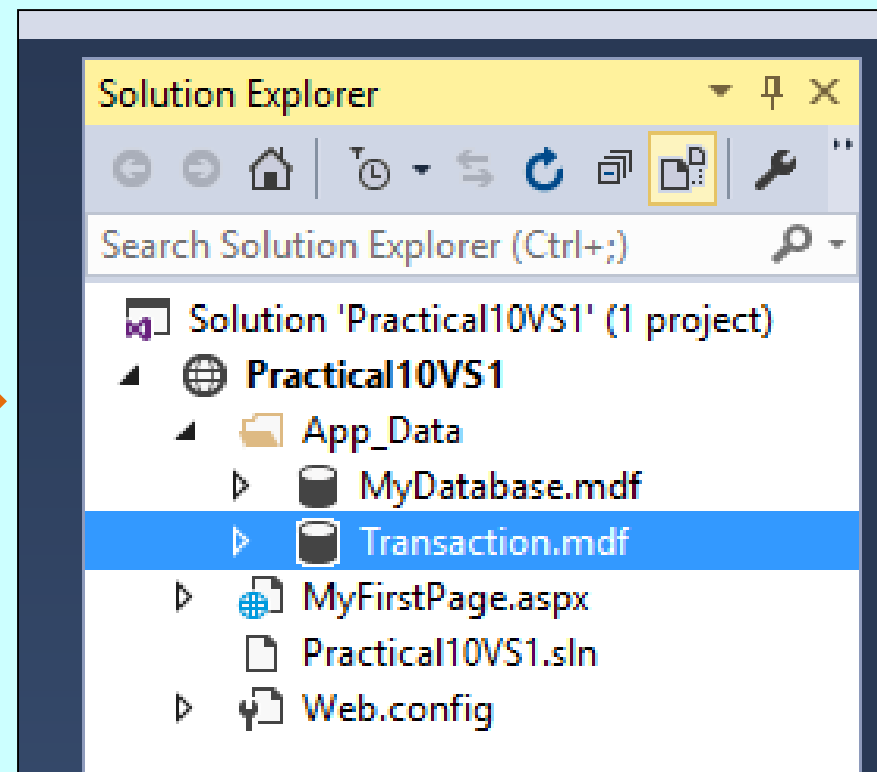 Solution Explorer
Search Solution Explorer (Ctrl+;)
Solution 'Practical10VS1' (1 project)
Practical10VS1
App_Data
MyDatabase.mdf
Transaction.mdf
MyFirstPage.aspx
Practical10VS1.sln
Web.config